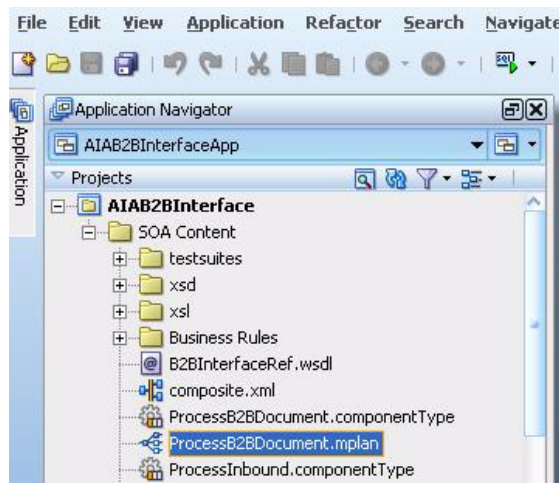 File Edit View Application Refactor Search Navigate
Application Navigator
Application
AIAB2BInterfaceApp
Projects
AIAB2BInterface
SOA Content
testsuites
xsd
xsl
Business Rules
B2BInterfaceRef.wsdl
composite.xml
ProcessB2BDocument.componentType
ProcessB2BDocument.mplan
ProcessInbound.componentType